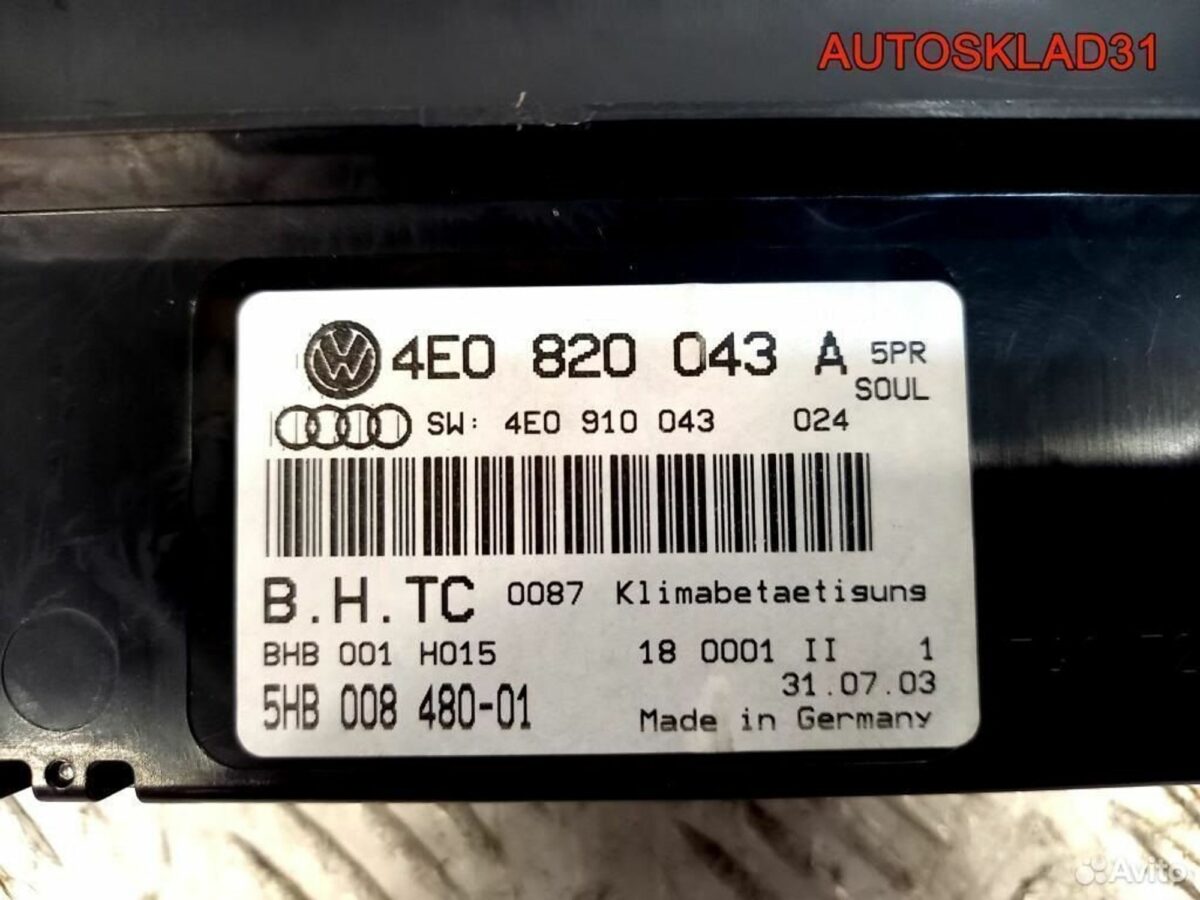 AUTOSKLAD31
4E0 820 043 A 5PR
SOUL
SW: 4E0 910 043 024
B.H.TC 0087 Klimabetaetigung
BHB 001 H015 18 0001 II 1
31.07.03
5HB 008 480-01 Made in Germany
Avito